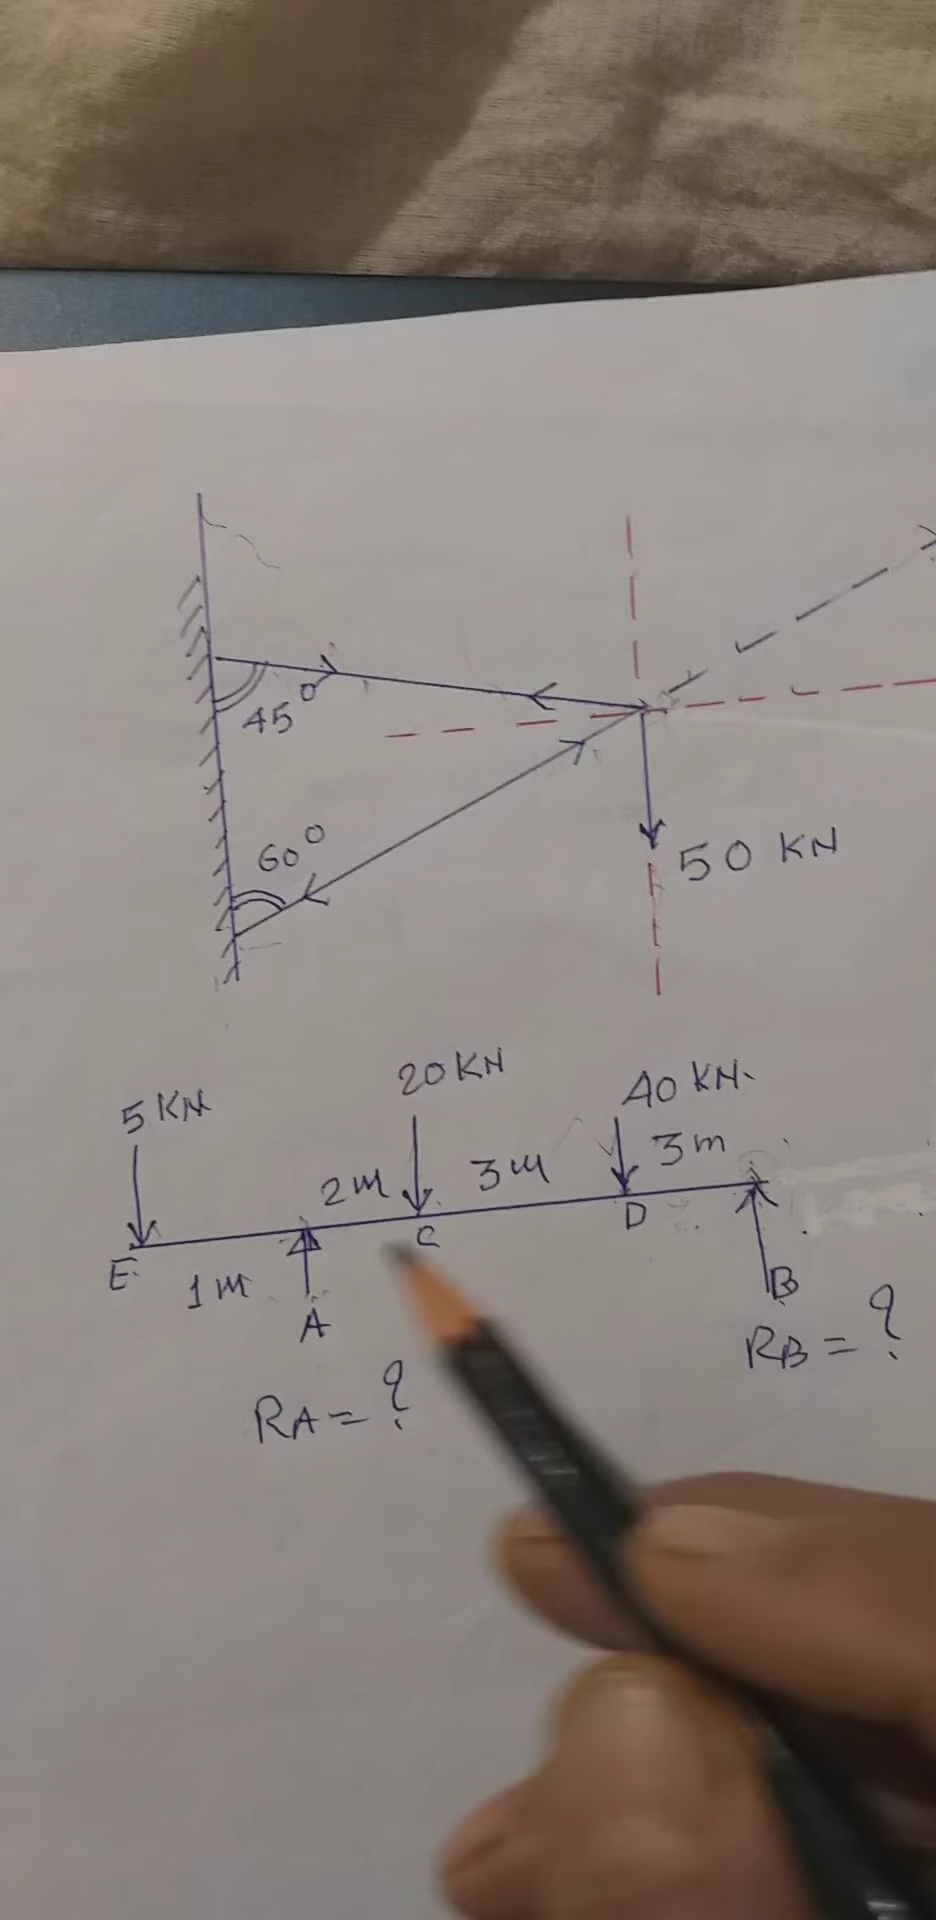 45°
60°
50 KN
5 KN
20 KN
40 KN.
2m
3m
3m
E
1m
A
C
D
B
RA = ?
RB = ?